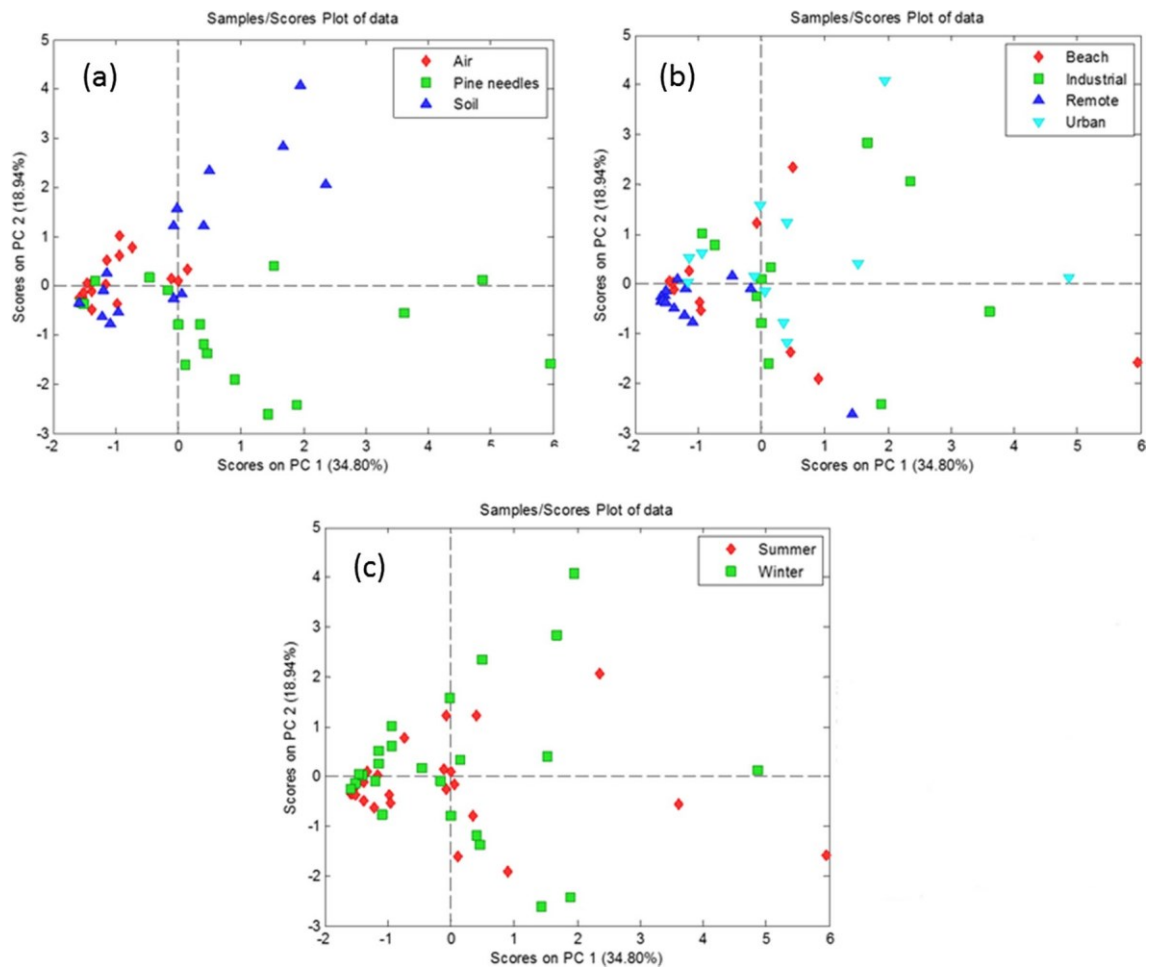 Samples/Scores Plot of data
(a)
Air
Pine needles
Soil
5
4
3
2
1
0
-1
-2
-3
Scores on PC 2 (18.94%)
-2 -1 0 1 2 3 4 5 6
Scores on PC 1 (34.80%)
Samples/Scores Plot of data
(b)
Beach
Industrial
Remote
Urban
5
4
3
2
1
0
-1
-2
-3
Scores on PC 2 (18.94%)
-2 -1 0 1 2 3 4 5 6
Scores on PC 1 (34.80%)
Samples/Scores Plot of data
(c)
Summer
Winter
5
4
3
2
1
0
-1
-2
-3
Scores on PC 2 (18.94%)
-2 -1 0 1 2 3 4 5 6
Scores on PC 1 (34.80%)